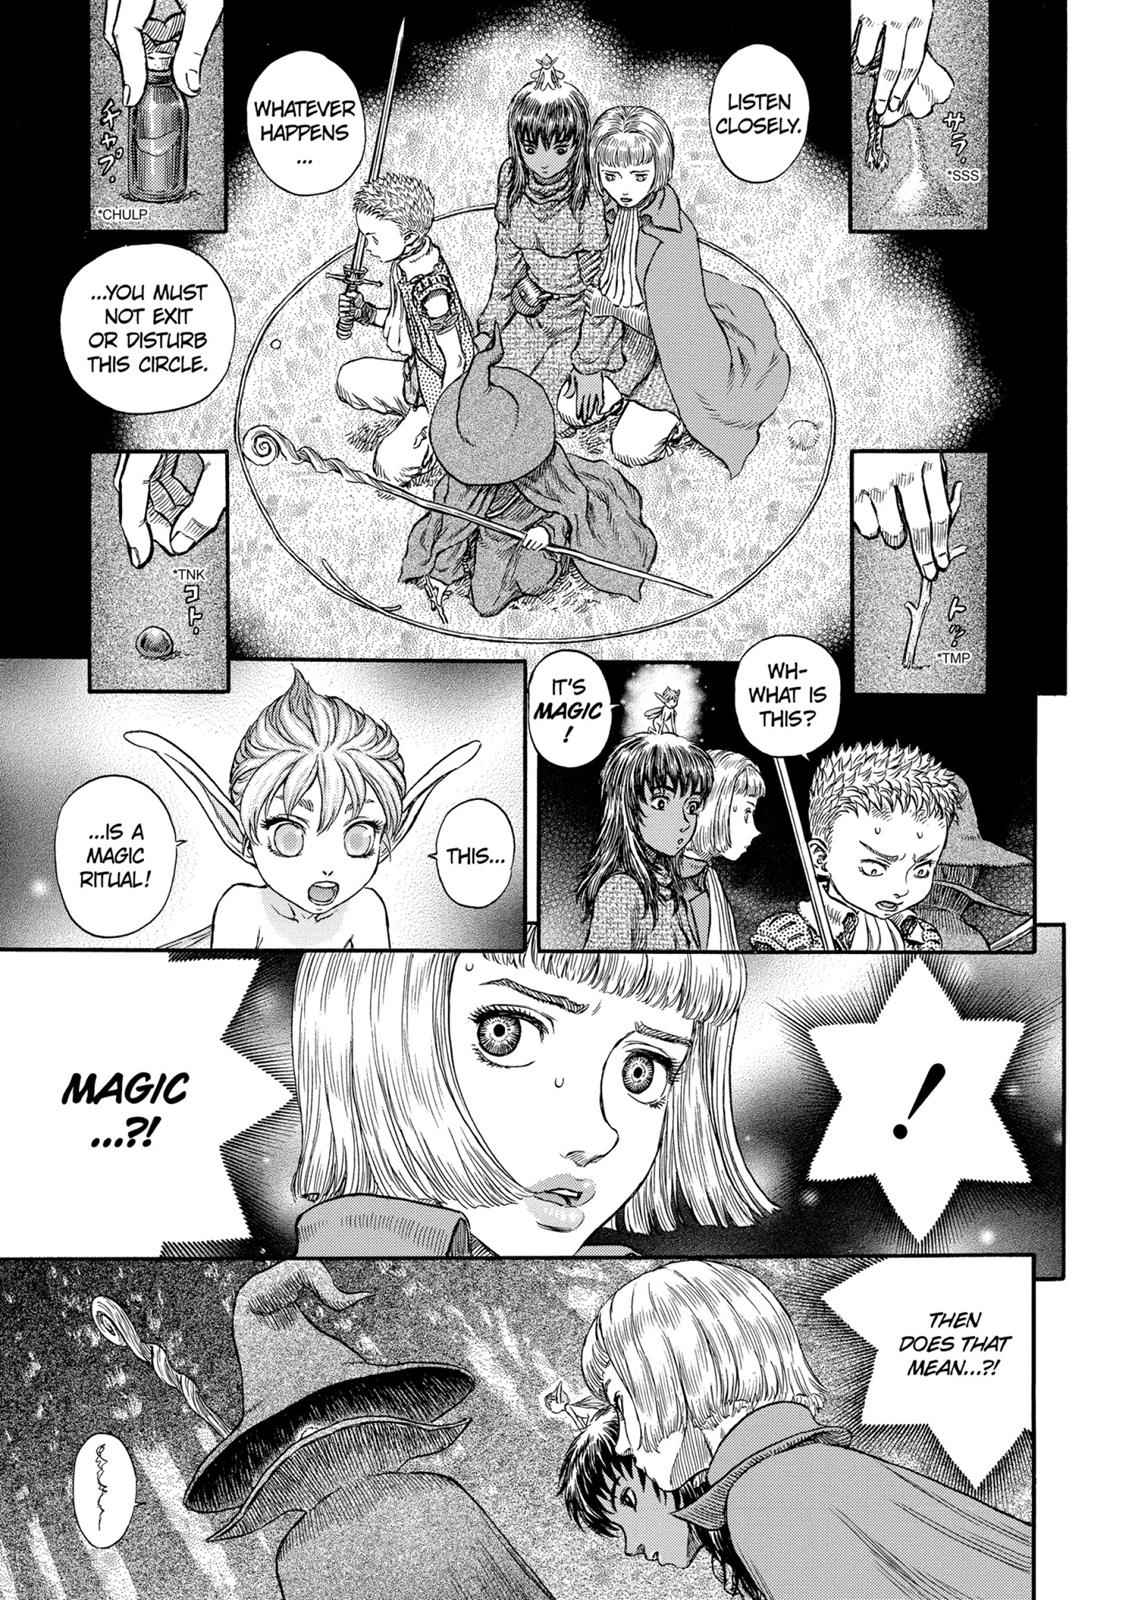 サラ.
*SSS
LISTEN
CLOSELY.
WHATEVER
HAPPENS
...
チャプ.
*CHULP
...YOU MUST
NOT EXIT
OR DISTURB
THIS CIRCLE.
トッ
*TMP
*TNK
コト.
WH-
WHAT IS
THIS?
IT'S
MAGIC
!
THIS...
...IS A
MAGIC
RITUAL!
!
MAGIC
...?!
THEN
DOES THAT
MEAN...?!